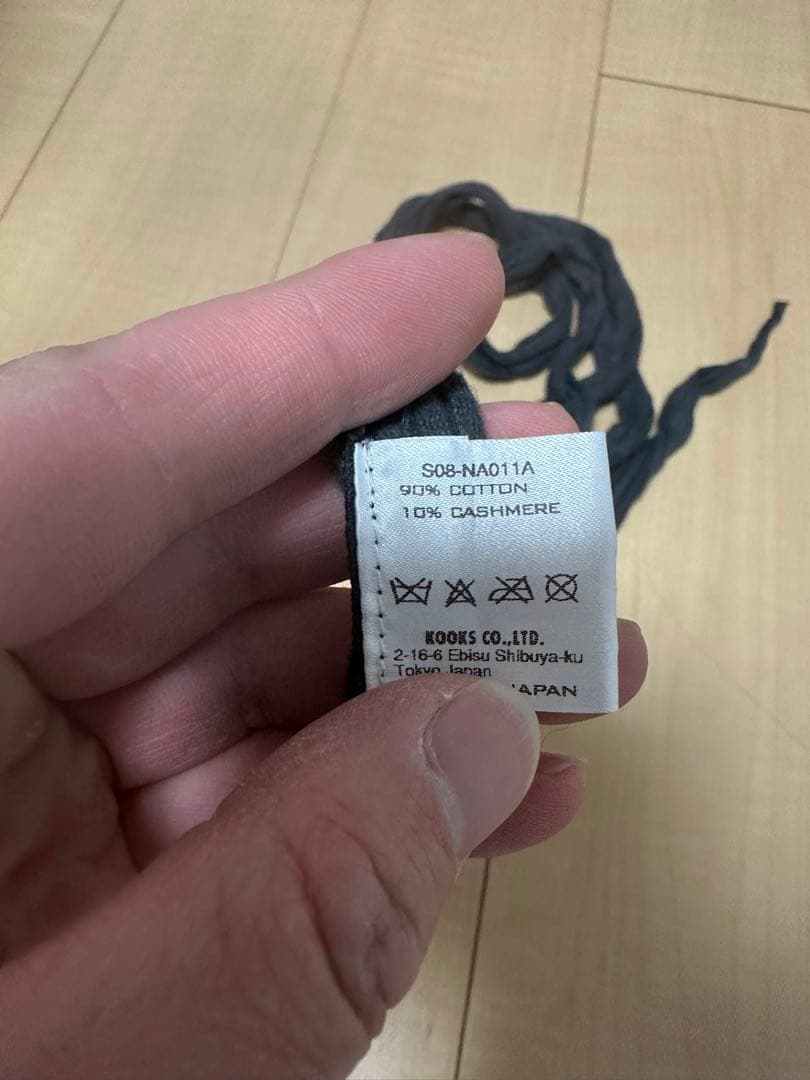 S08-NA011A
90% COTTON
10% CASHMERE
KOOKS CO.,LTD.
2-16-6 Ebisu Shibuya-ku
Tokyo Japan
JAPAN